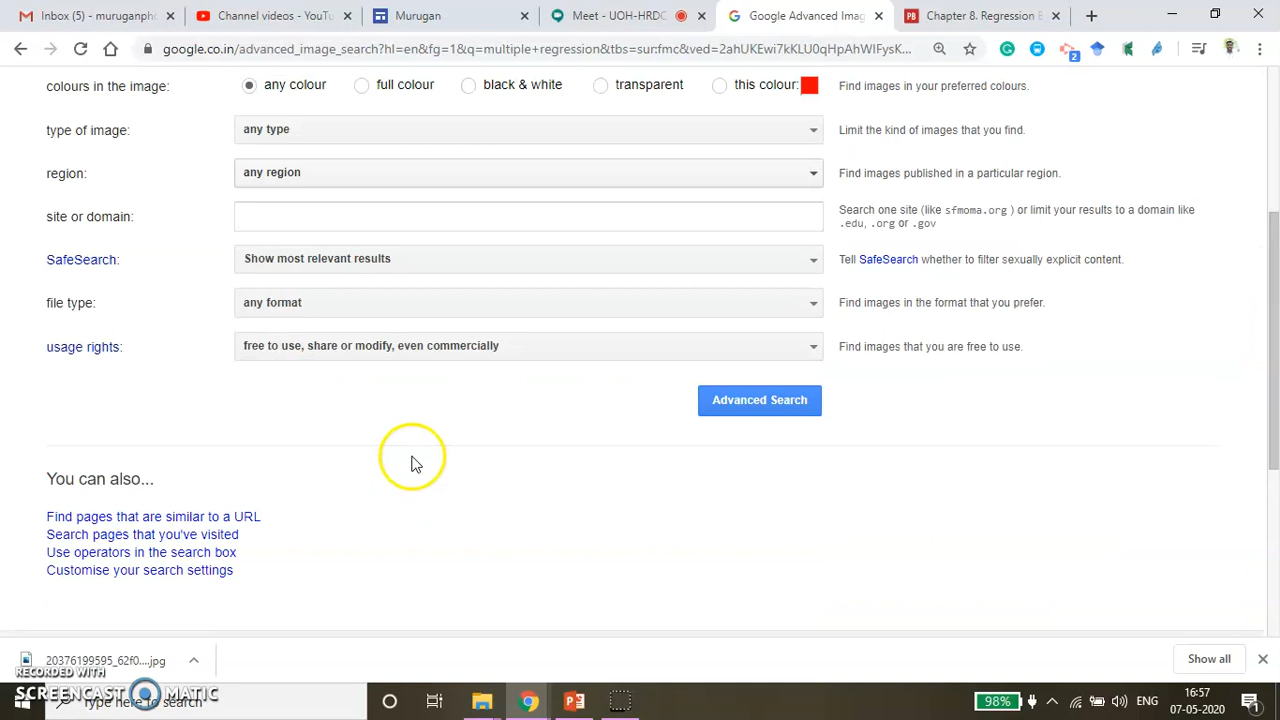 Inbox (5) – muruganpho
Channel videos - YouTu
Murugan
Meet - UOH-HRDC
Google Advanced Imag
Chapter 8. Regression B
google.co.in/advanced_image_search?hl=en&fg=1&q=multiple+regression&tbs=sur:fmc&ved=2ahUKEwi7kKLU0qHpAhWIFysK...
2
colours in the image:
any colour
full colour
black & white
transparent
this colour:
Find images in your preferred colours.
type of image:
any type
Limit the kind of images that you find.
region:
any region
Find images published in a particular region.
site or domain:
Search one site (like sfmoma.org ) or limit your results to a domain like
.edu, .org or .gov
SafeSearch:
Show most relevant results
Tell SafeSearch whether to filter sexually explicit content.
file type:
any format
Find images in the format that you prefer.
usage rights:
free to use, share or modify, even commercially
Find images that you are free to use.
Advanced Search
You can also...
Find pages that are similar to a URL
Search pages that you've visited
Use operators in the search box
Customise your search settings
20376199595_62f0....jpg
Show all
RECORDED WITH
SCREENCAST MATIC
Type here to search
98%
ENG
16:57
07-05-2020
1